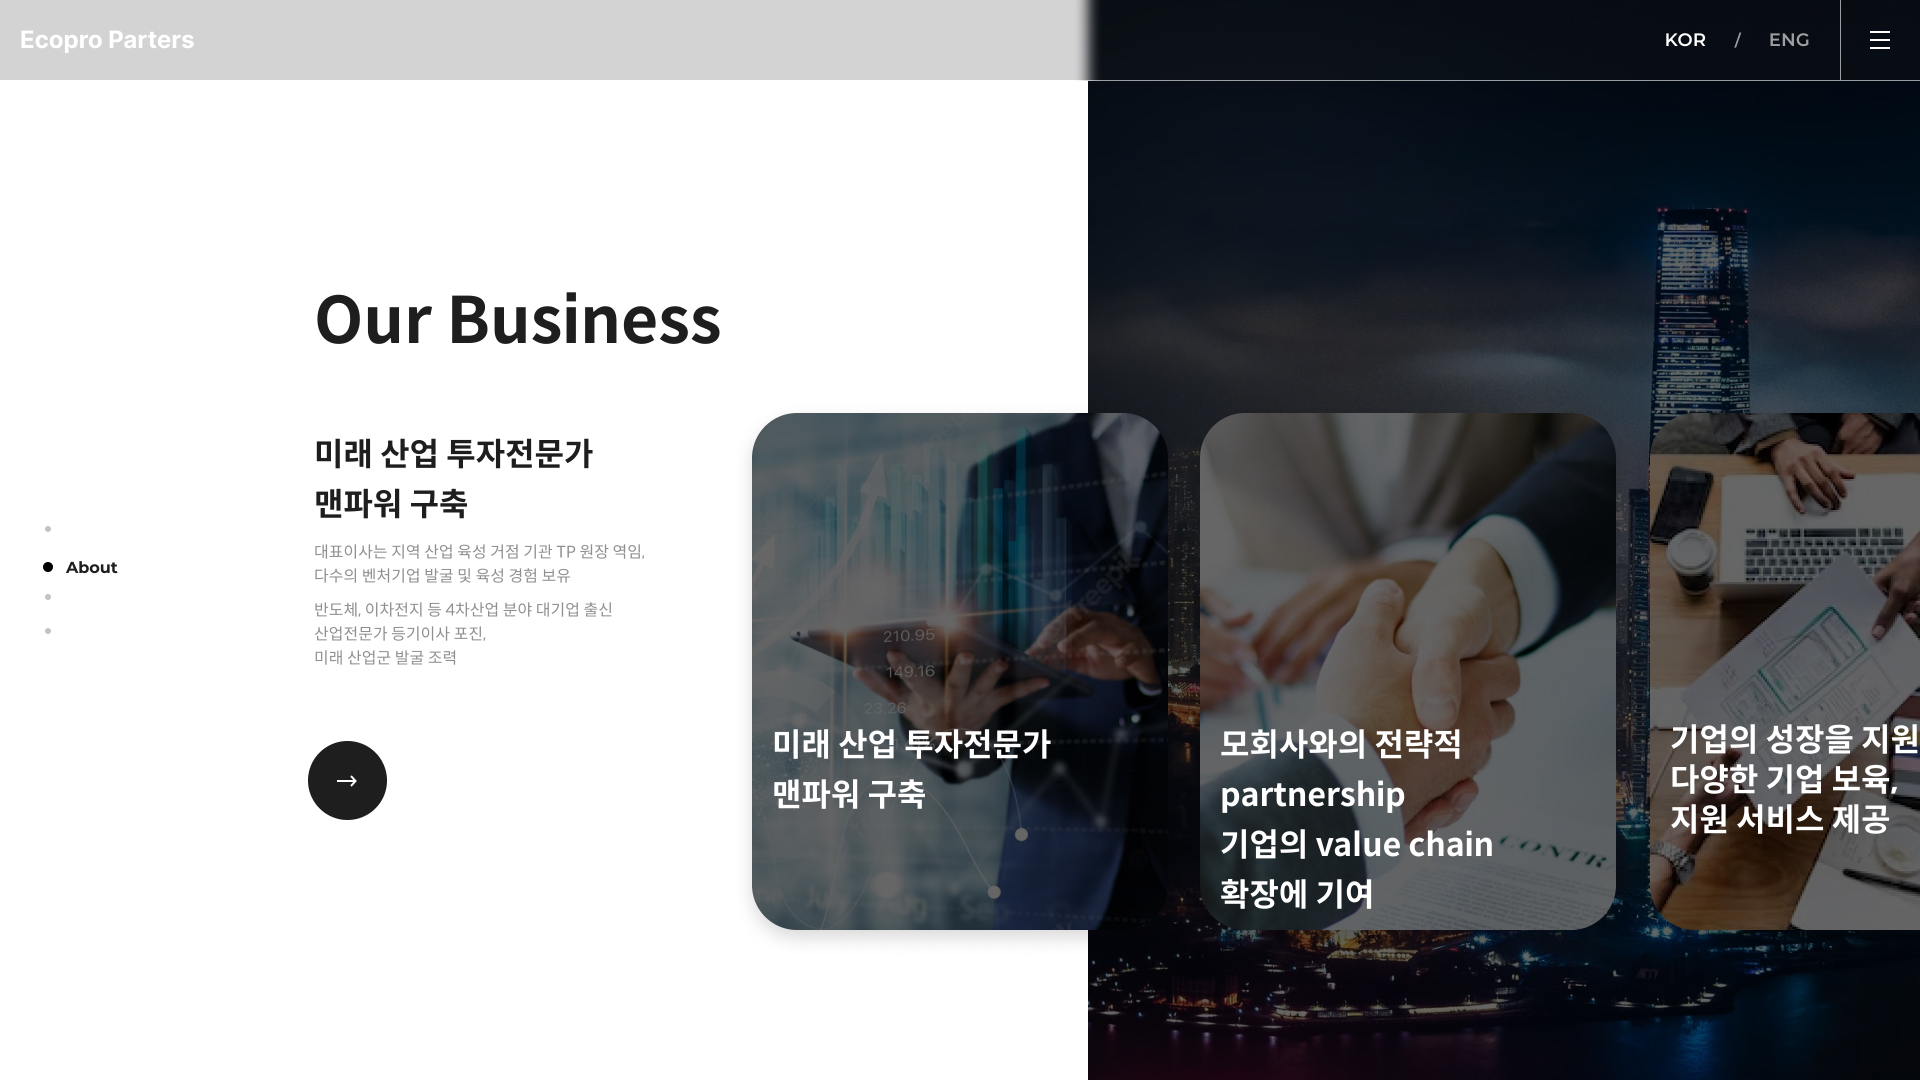 Ecopro Parters
KOR / ENG
Our Business
미래 산업 투자전문가
맨파워 구축
대표이사는 지역 산업 육성 거점 기관 TP 원장 역임,
다수의 벤처기업 발굴 및 육성 경험 보유
반도체, 이차전지 등 4차산업 분야 대기업 출신
산업전문가 등기이사 포진,
미래 산업군 발굴 조력
About
210.95
149.16
23.26
미래 산업 투자전문가
맨파워 구축
모회사와의 전략적
partnership
기업의 value chain
확장에 기여
CONTR
기업의 성장을 지원
다양한 기업 보육,
지원 서비스 제공